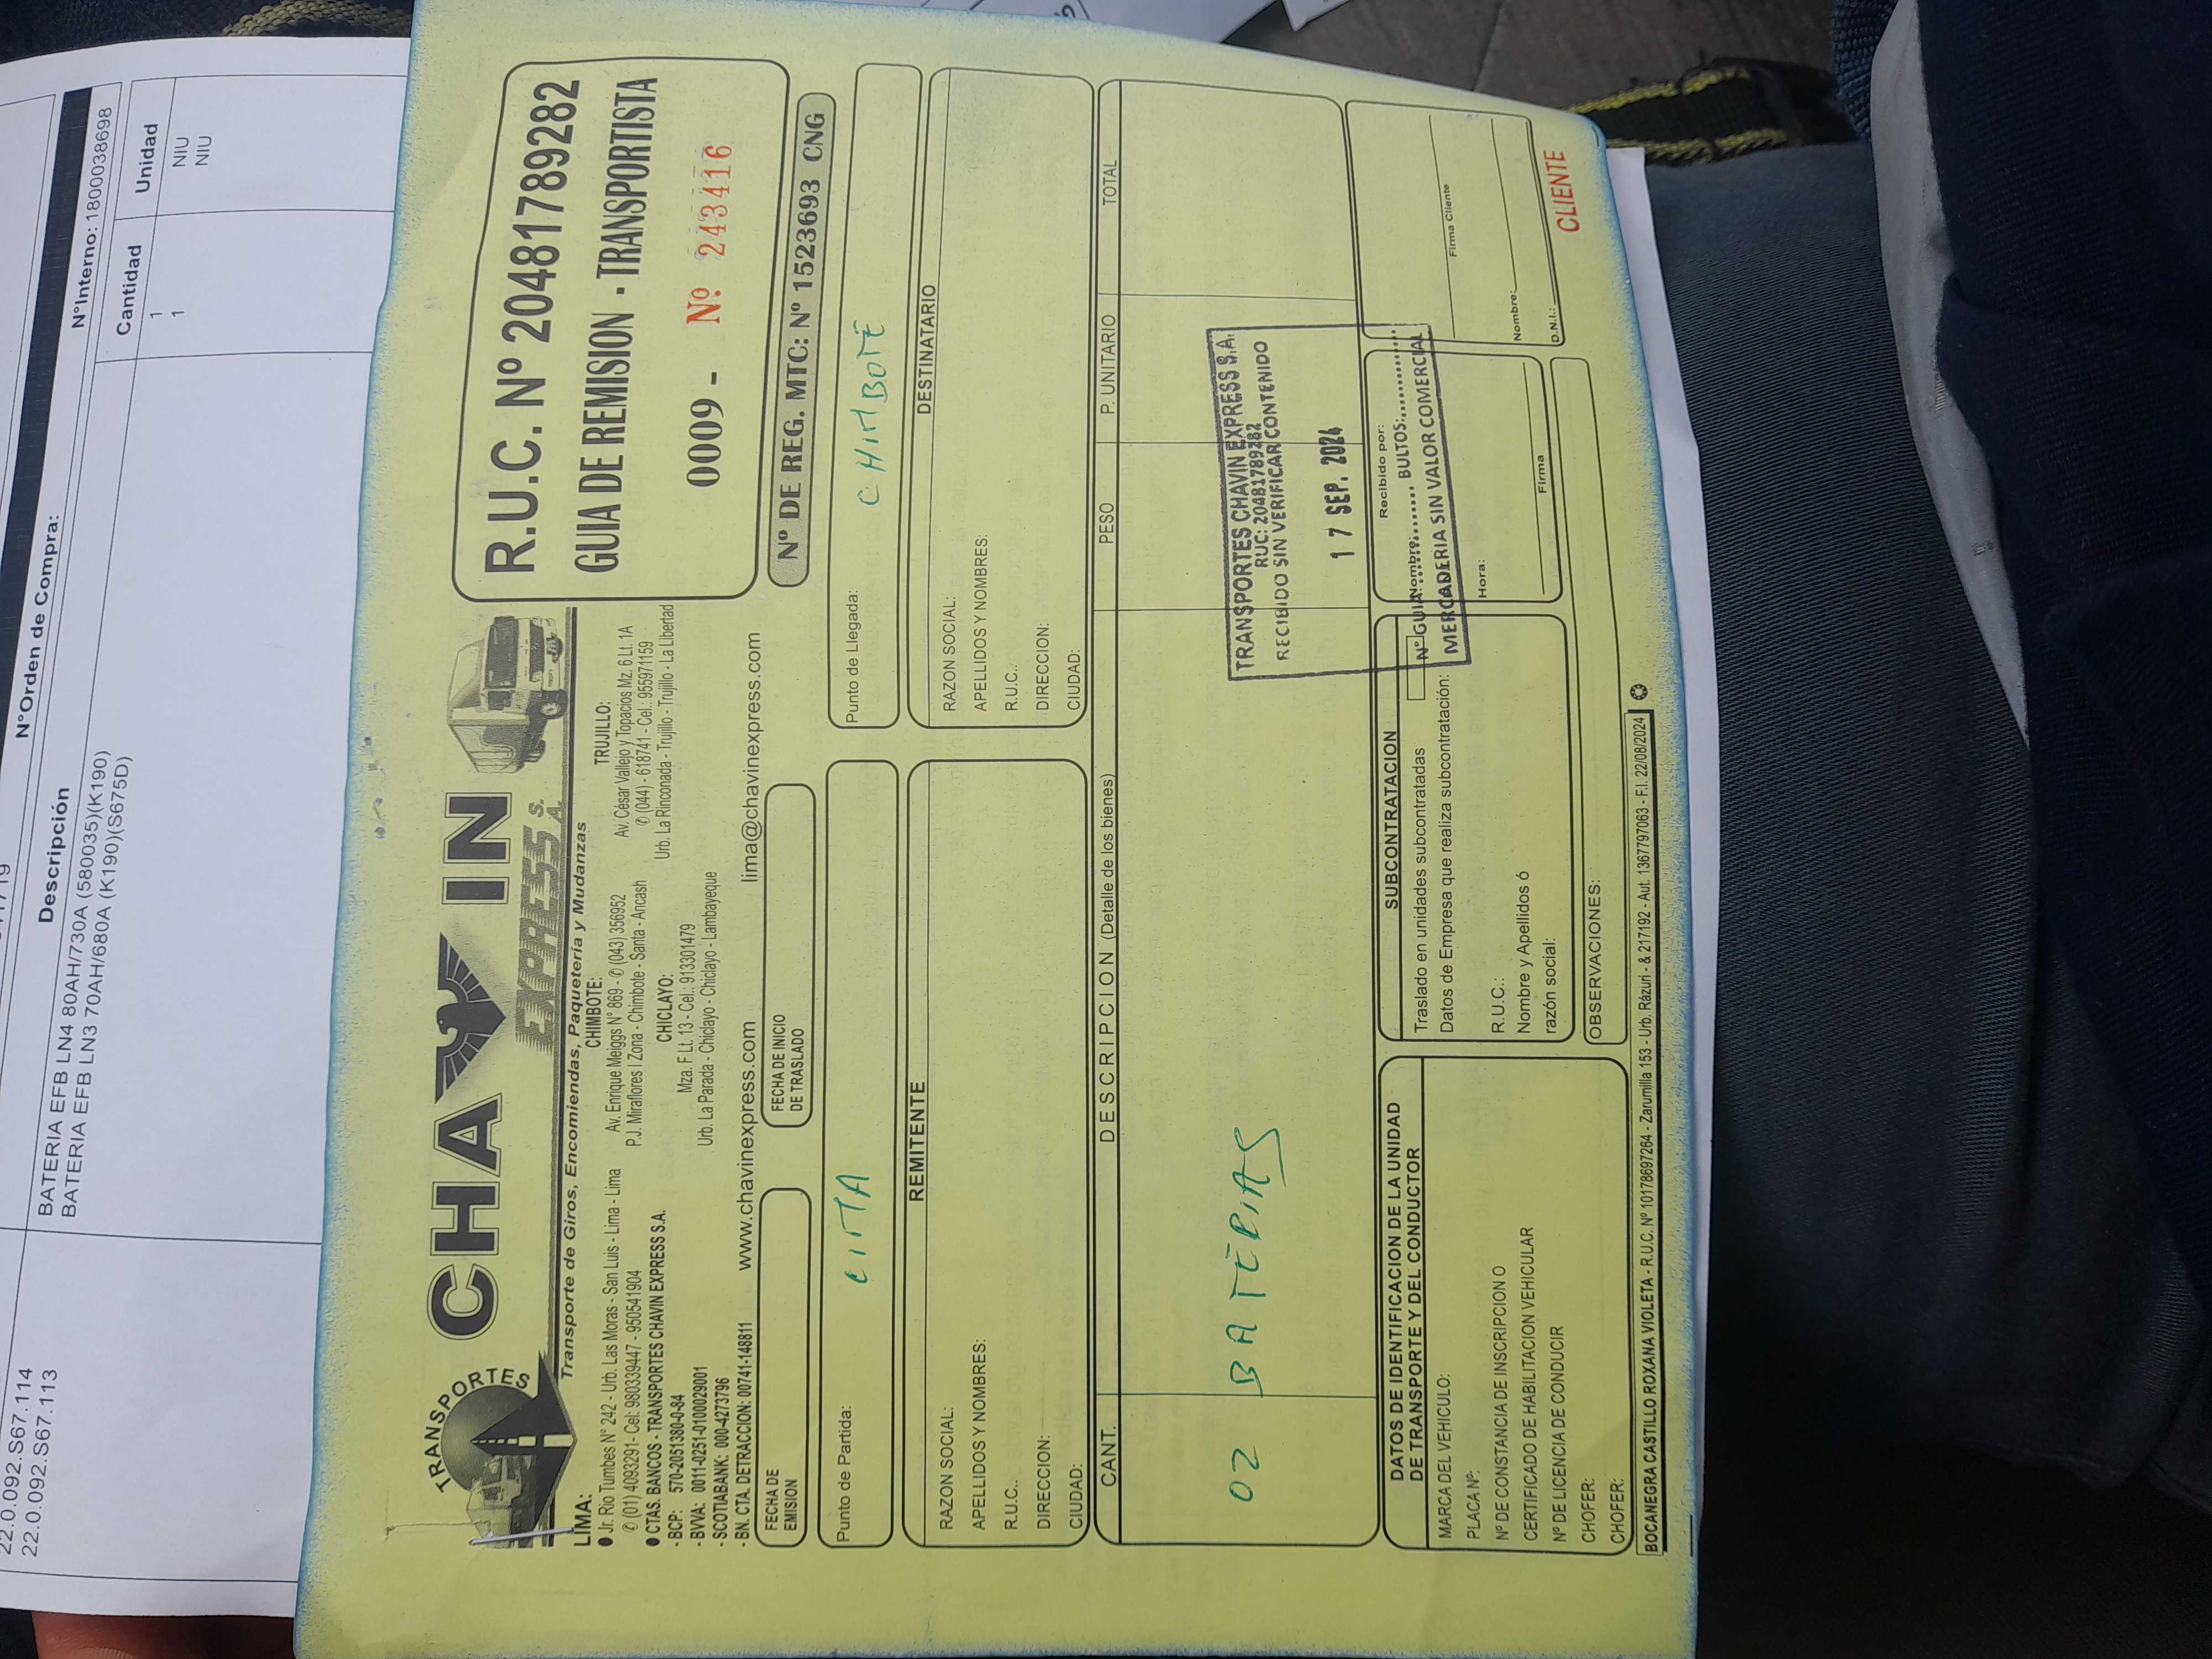 N°Orden de Compra:
N°Interno: 1800038698
Descripción
Cantidad
Unidad
22.0.092.S67.114
BATERIA EFB LN4 80AH/730A (580035)(K190)
1
NIU
22.0.092.S67.113
BATERIA EFB LN3 70AH/680A (K190)(S675D)
1
NIU
TRANSPORTES
CHAVIN
EXPRESS S.A.
Transporte de Giros, Encomiendas, Paquetería y Mudanzas
R.U.C. Nº 20481789282
GUIA DE REMISION - TRANSPORTISTA
0009 - Nº 243416
Nº DE REG. MTC: Nº 1523693 CNG
LIMA:
● Jr. Rio Tumbes N° 242 - Urb. Las Moras - San Luis - Lima - Lima
✆ (01) 4093291- Cel: 980339447 - 950541904
● CTAS. BANCOS - TRANSPORTES CHAVIN EXPRESS S.A.
- BCP: 570-2051380-0-84
- BVVA: 0011-0251-0100029001
- SCOTIABANK: 000-4273796
- BN. CTA. DETRACCION: 00741-148811
CHIMBOTE:
Av. Enrique Meiggs N° 869 - ✆ (043) 356952
P.J. Miraflores I Zona - Chimbote - Santa - Ancash
CHICLAYO:
Mza. F Lt. 13 - Cel.: 913301479
Urb. La Parada - Chiclayo - Chiclayo - Lambayeque
TRUJILLO:
Av. César Vallejo y Topacios Mz. 6 Lt. 1A
✆ (044) - 618741 - Cel.: 955971159
Urb. La Rinconada - Trujillo - Trujillo - La Libertad
www.chavinexpress.com
lima@chavinexpress.com
FECHA DE
EMISION
FECHA DE INICIO
DE TRASLADO
Punto de Partida:
Punto de Llegada: CHIMBOTE
REMITENTE
RAZON SOCIAL:
APELLIDOS Y NOMBRES:
R.U.C..
DIRECCION:
CIUDAD:
DESTINATARIO
RAZON SOCIAL:
APELLIDOS Y NOMBRES:
R.U.C..
DIRECCION:
CIUDAD:
CANT.
DESCRIPCION (Detalle de los bienes)
PESO
P. UNITARIO
TOTAL
02 BATERIAS
TRANSPORTES CHAVIN EXPRESS S.A.
RUC: 20481789282
RECIBIDO SIN VERIFICAR CONTENIDO
17 SEP. 2024
N° GUIA:........ BULTOS:..........
MERCADERIA SIN VALOR COMERCIAL
DATOS DE IDENTIFICACION DE LA UNIDAD
DE TRANSPORTE Y DEL CONDUCTOR
MARCA DEL VEHICULO:
PLACA Nº:
Nº DE CONSTANCIA DE INSCRIPCION O
CERTIFICADO DE HABILITACION VEHICULAR
Nº DE LICENCIA DE CONDUCIR
CHOFER:
CHOFER:
SUBCONTRATACION
Traslado en unidades subcontratadas
Datos de Empresa que realiza subcontratación:
R.U.C.:
Nombre y Apellidos ó
razón social:
OBSERVACIONES:
Recibido por:
Nombre:
Hora:
Firma
Firma Cliente
Nombre:
D.N.I.:
CLIENTE
BOCANEGRA CASTILLO ROXANA VIOLETA - R.U.C. Nº 10178697264 - Zarumilla 153 - Urb. Rázuri - & 217192 - Aut. 1367797063 - F.I. 22/08/2024